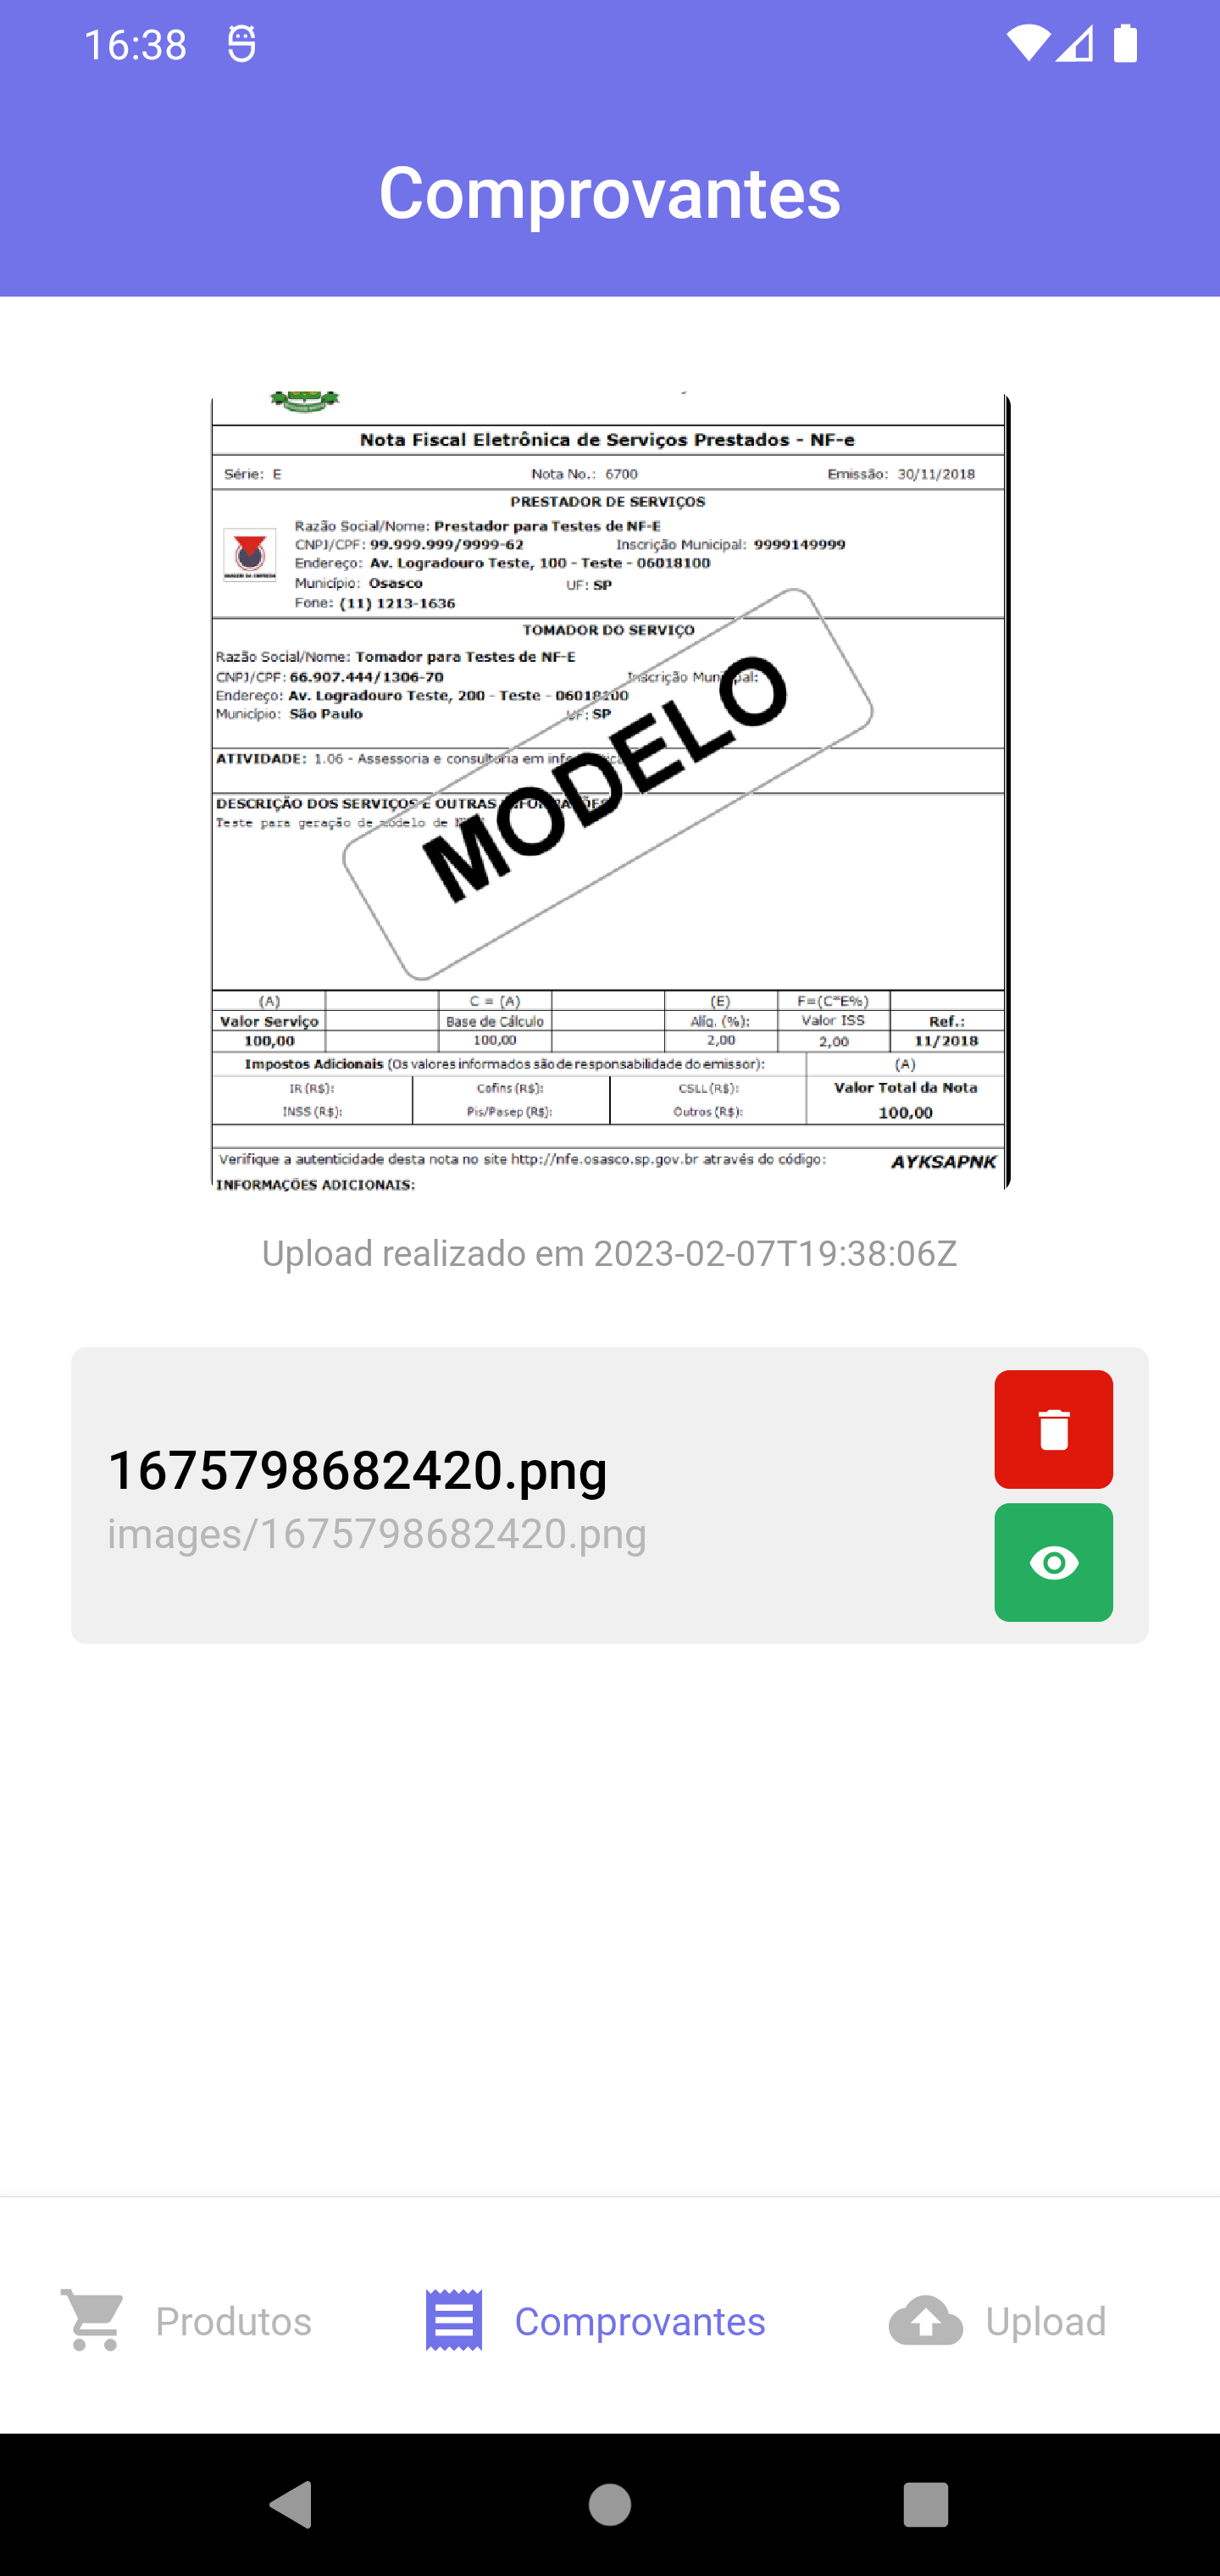 16:38
Comprovantes
Nota Fiscal Eletrônica de Serviços Prestados - NF-e
Série: E Nota No.: 6700 Emissão: 30/11/2018
PRESTADOR DE SERVIÇOS
Razão Social/Nome: Prestador para Testes de NF-E
CNPJ/CPF: 99.999.999/9999-62 Inscrição Municipal: 9999149999
Endereço: Av. Logradouro Teste, 100 - Teste - 06018100
Município: Osasco UF: SP
Fone: (11) 1213-1636
TOMADOR DO SERVIÇO
Razão Social/Nome: Tomador para Testes de NF-E
CNPJ/CPF: 66.907.444/1306-70 Inscrição Municipal:
Endereço: Av. Logradouro Teste, 200 - Teste - 06018100
Município: São Paulo UF: SP
ATIVIDADE: 1.06 - Assessoria e consultoria em
DESCRIÇÃO DOS SERVIÇOS E OUTRAS INFORMAÇÕES
Teste para geração de modelo de
MODELO
(A) C = (A) (E) F=(C*E%)
Valor Serviço Base de Cálculo Alíq. (%): Valor ISS Ref.:
100,00 100,00 2,00 2,00 11/2018
Impostos Adicionais (Os valores informados são de responsabilidade do emissor): (A)
IR (R$): Cofins (R$): CSLL (R$): Valor Total da Nota
INSS (R$): Pis/Pasep (R$): Outros (R$): 100,00
Verifique a autenticidade desta nota no site http://nfe.osasco.sp.gov.br através do código: AYKSAPNK
INFORMAÇÕES ADICIONAIS:
Upload realizado em 2023-02-07T19:38:06Z
1675798682420.png
images/1675798682420.png
Produtos Comprovantes Upload